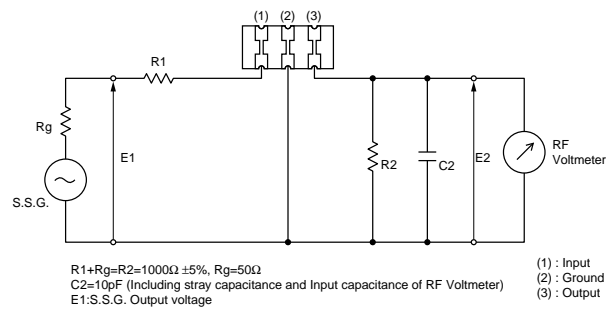 (1) (2) (3)
R1
Rg
E1
S.S.G.
R2
C2
E2
RF
Voltmeter
R1+Rg=R2=1000Ω ±5%, Rg=50Ω
C2=10pF (Including stray capacitance and Input capacitance of RF Voltmeter)
E1:S.S.G. Output voltage
(1) : Input
(2) : Ground
(3) : Output